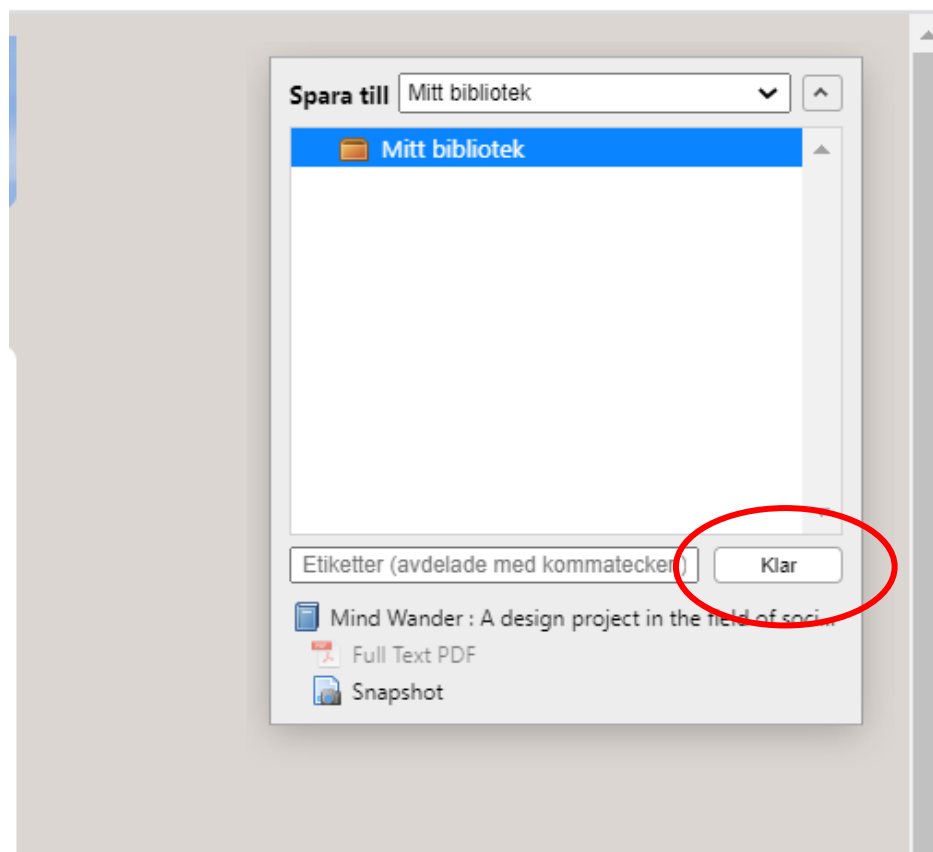 Spara till Mitt bibliotek
Mitt bibliotek
Etiketter (avdelade med kommatecken) Klar
Mind Wander : A design project in the field of soci...
Full Text PDF
Snapshot